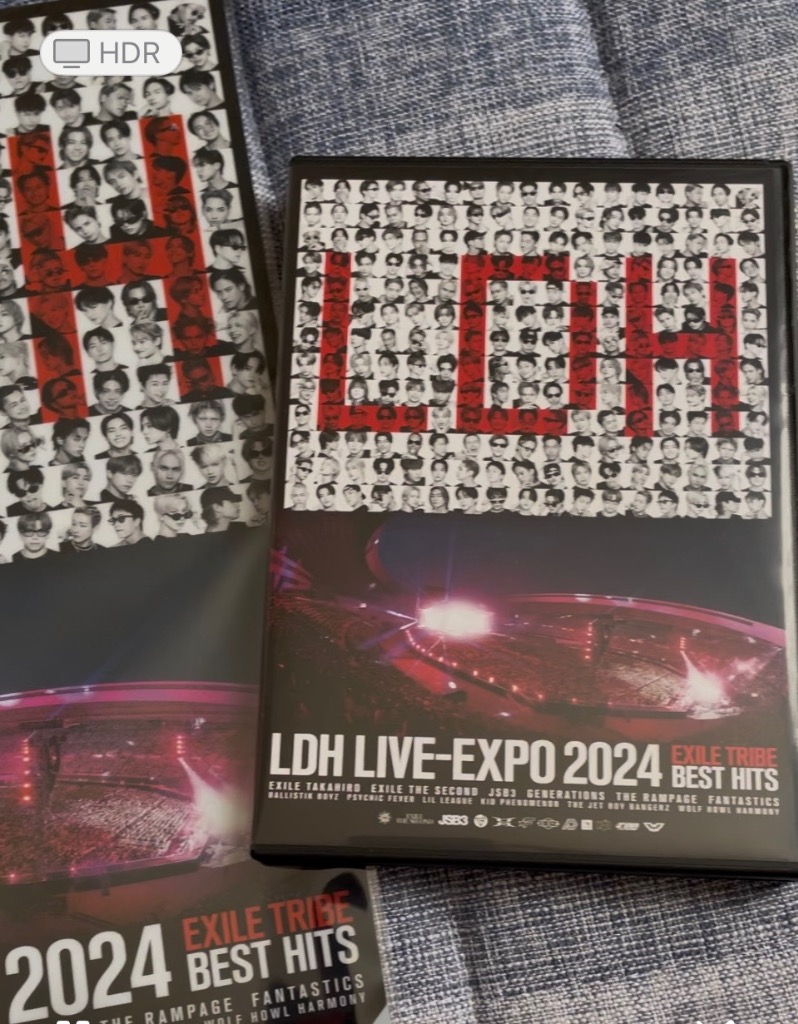 HDR
LDH
LDH LIVE-EXPO 2024 EXILE TRIBE
BEST HITS
EXILE TAKAHIRO EXILE THE SECOND JSB3 GENERATIONS THE RAMPAGE FANTASTICS
BALLISTIK BOYZ PSYCHIC FEVER LIL LEAGUE KID PHENOMENON THE JET BOY BANGERZ WOLF HOWL HARMONY
JSB3
H
2024 EXILE TRIBE
BEST HITS
THE RAMPAGE FANTASTICS
WOLF HOWL HARMONY